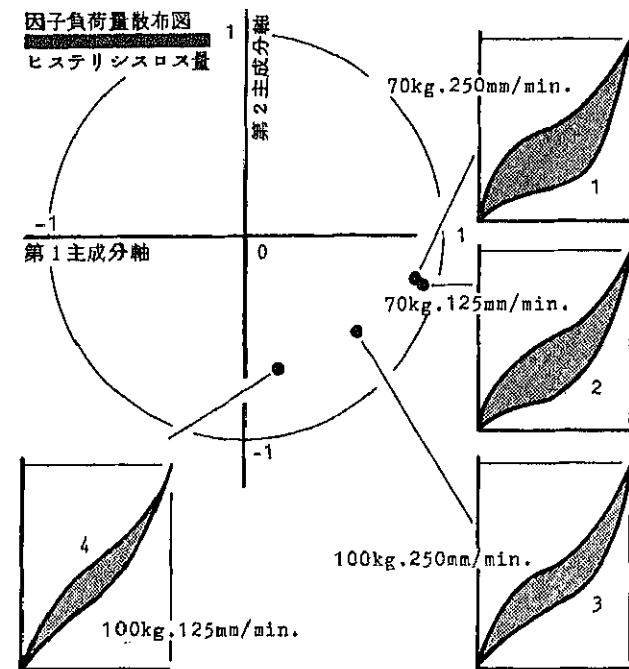 因子負荷量散布図
ヒステリシスロス量
1
第2主成分軸
70kg.250mm/min.
1
-1
第1主成分軸
0
1
70kg.125mm/min.
2
-1
4
100kg.250mm/min.
3
100kg.125mm/min.